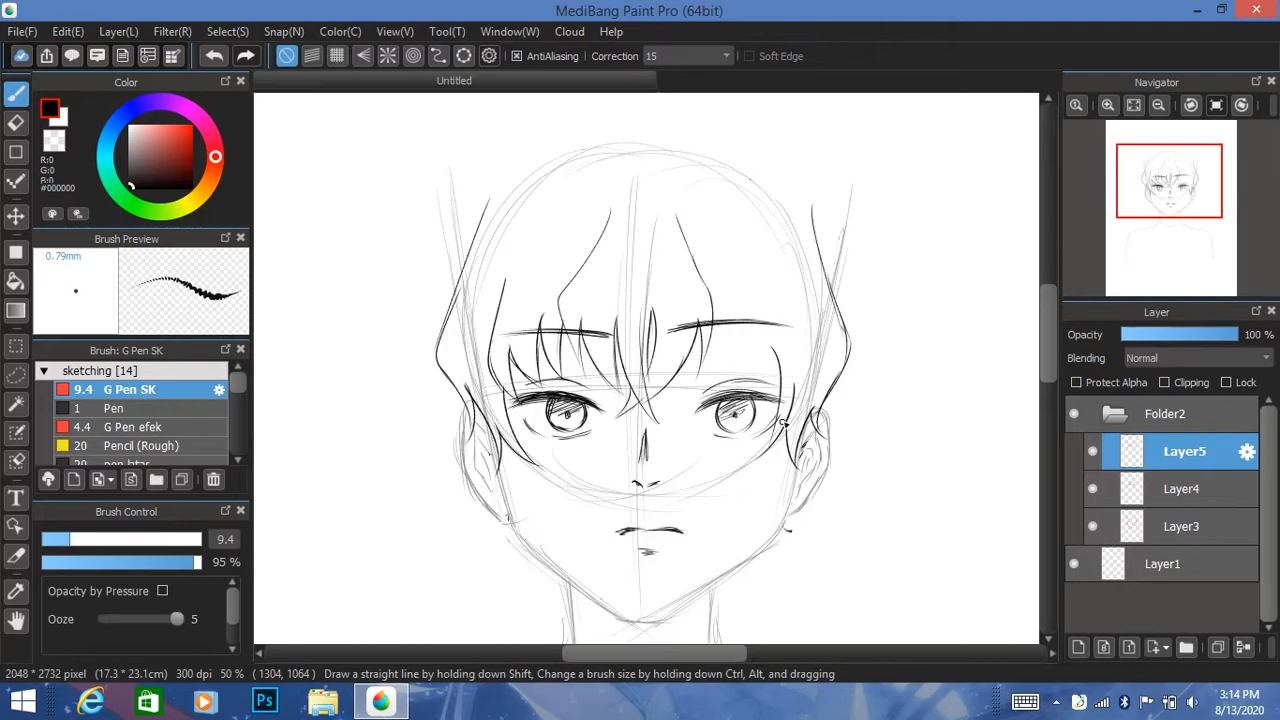 MediBang Paint Pro (64bit)
File(F) Edit(E) Layer(L) Filter(R) Select(S) Snap(N) Color(C) View(V) Tool(T) Window(W) Cloud Help
AntiAliasing Correction 15 Soft Edge
Color
Untitled
Navigator
R:0
G:0
B:0
#000000
Brush Preview
0.79mm
Brush: G Pen SK
sketching [14]
9.4 G Pen SK
1 Pen
4.4 G Pen efek
20 Pencil (Rough)
Brush Control
9.4
95 %
Opacity by Pressure
Ooze 5
Layer
Opacity 100 %
Blending Normal
Protect Alpha Clipping Lock
Folder2
Layer5
Layer4
Layer3
Layer1
2048 * 2732 pixel (17.3 * 23.1cm) 300 dpi 50 % (1304, 1064) Draw a straight line by holding down Shift, Change a brush size by holding down Ctrl, Alt, and dragging
Ps
3:14 PM
8/13/2020